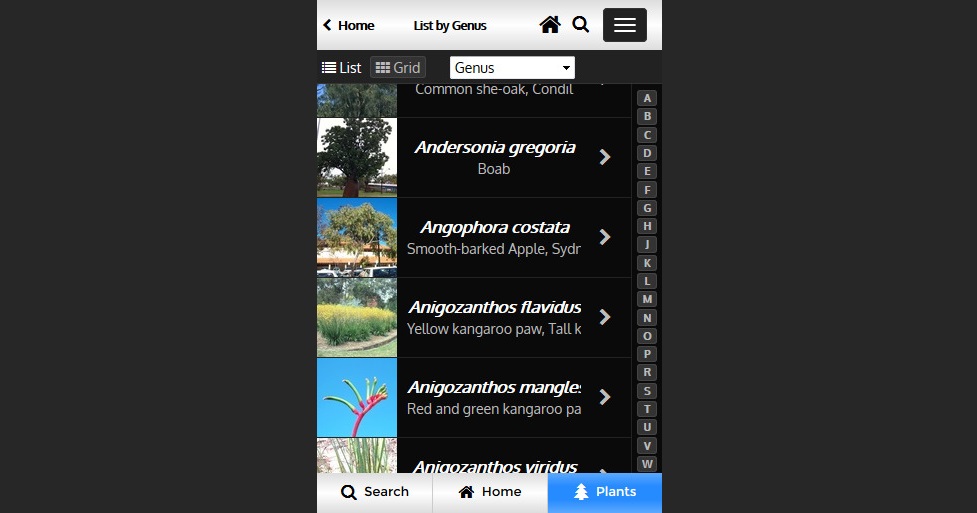 Home
List by Genus
List
Grid
Genus
Common she-oak, Condil
Andersonia gregoria
Boab
Angophora costata
Smooth-barked Apple, Sydr
Anigozanthos flavidus
Yellow kangaroo paw, Tall k
Anigozanthos mangles
Red and green kangaroo pa
Anigozanthos viridus
A
B
C
D
E
F
G
H
J
K
L
M
N
O
P
R
S
T
U
V
W
Search
Home
Plants